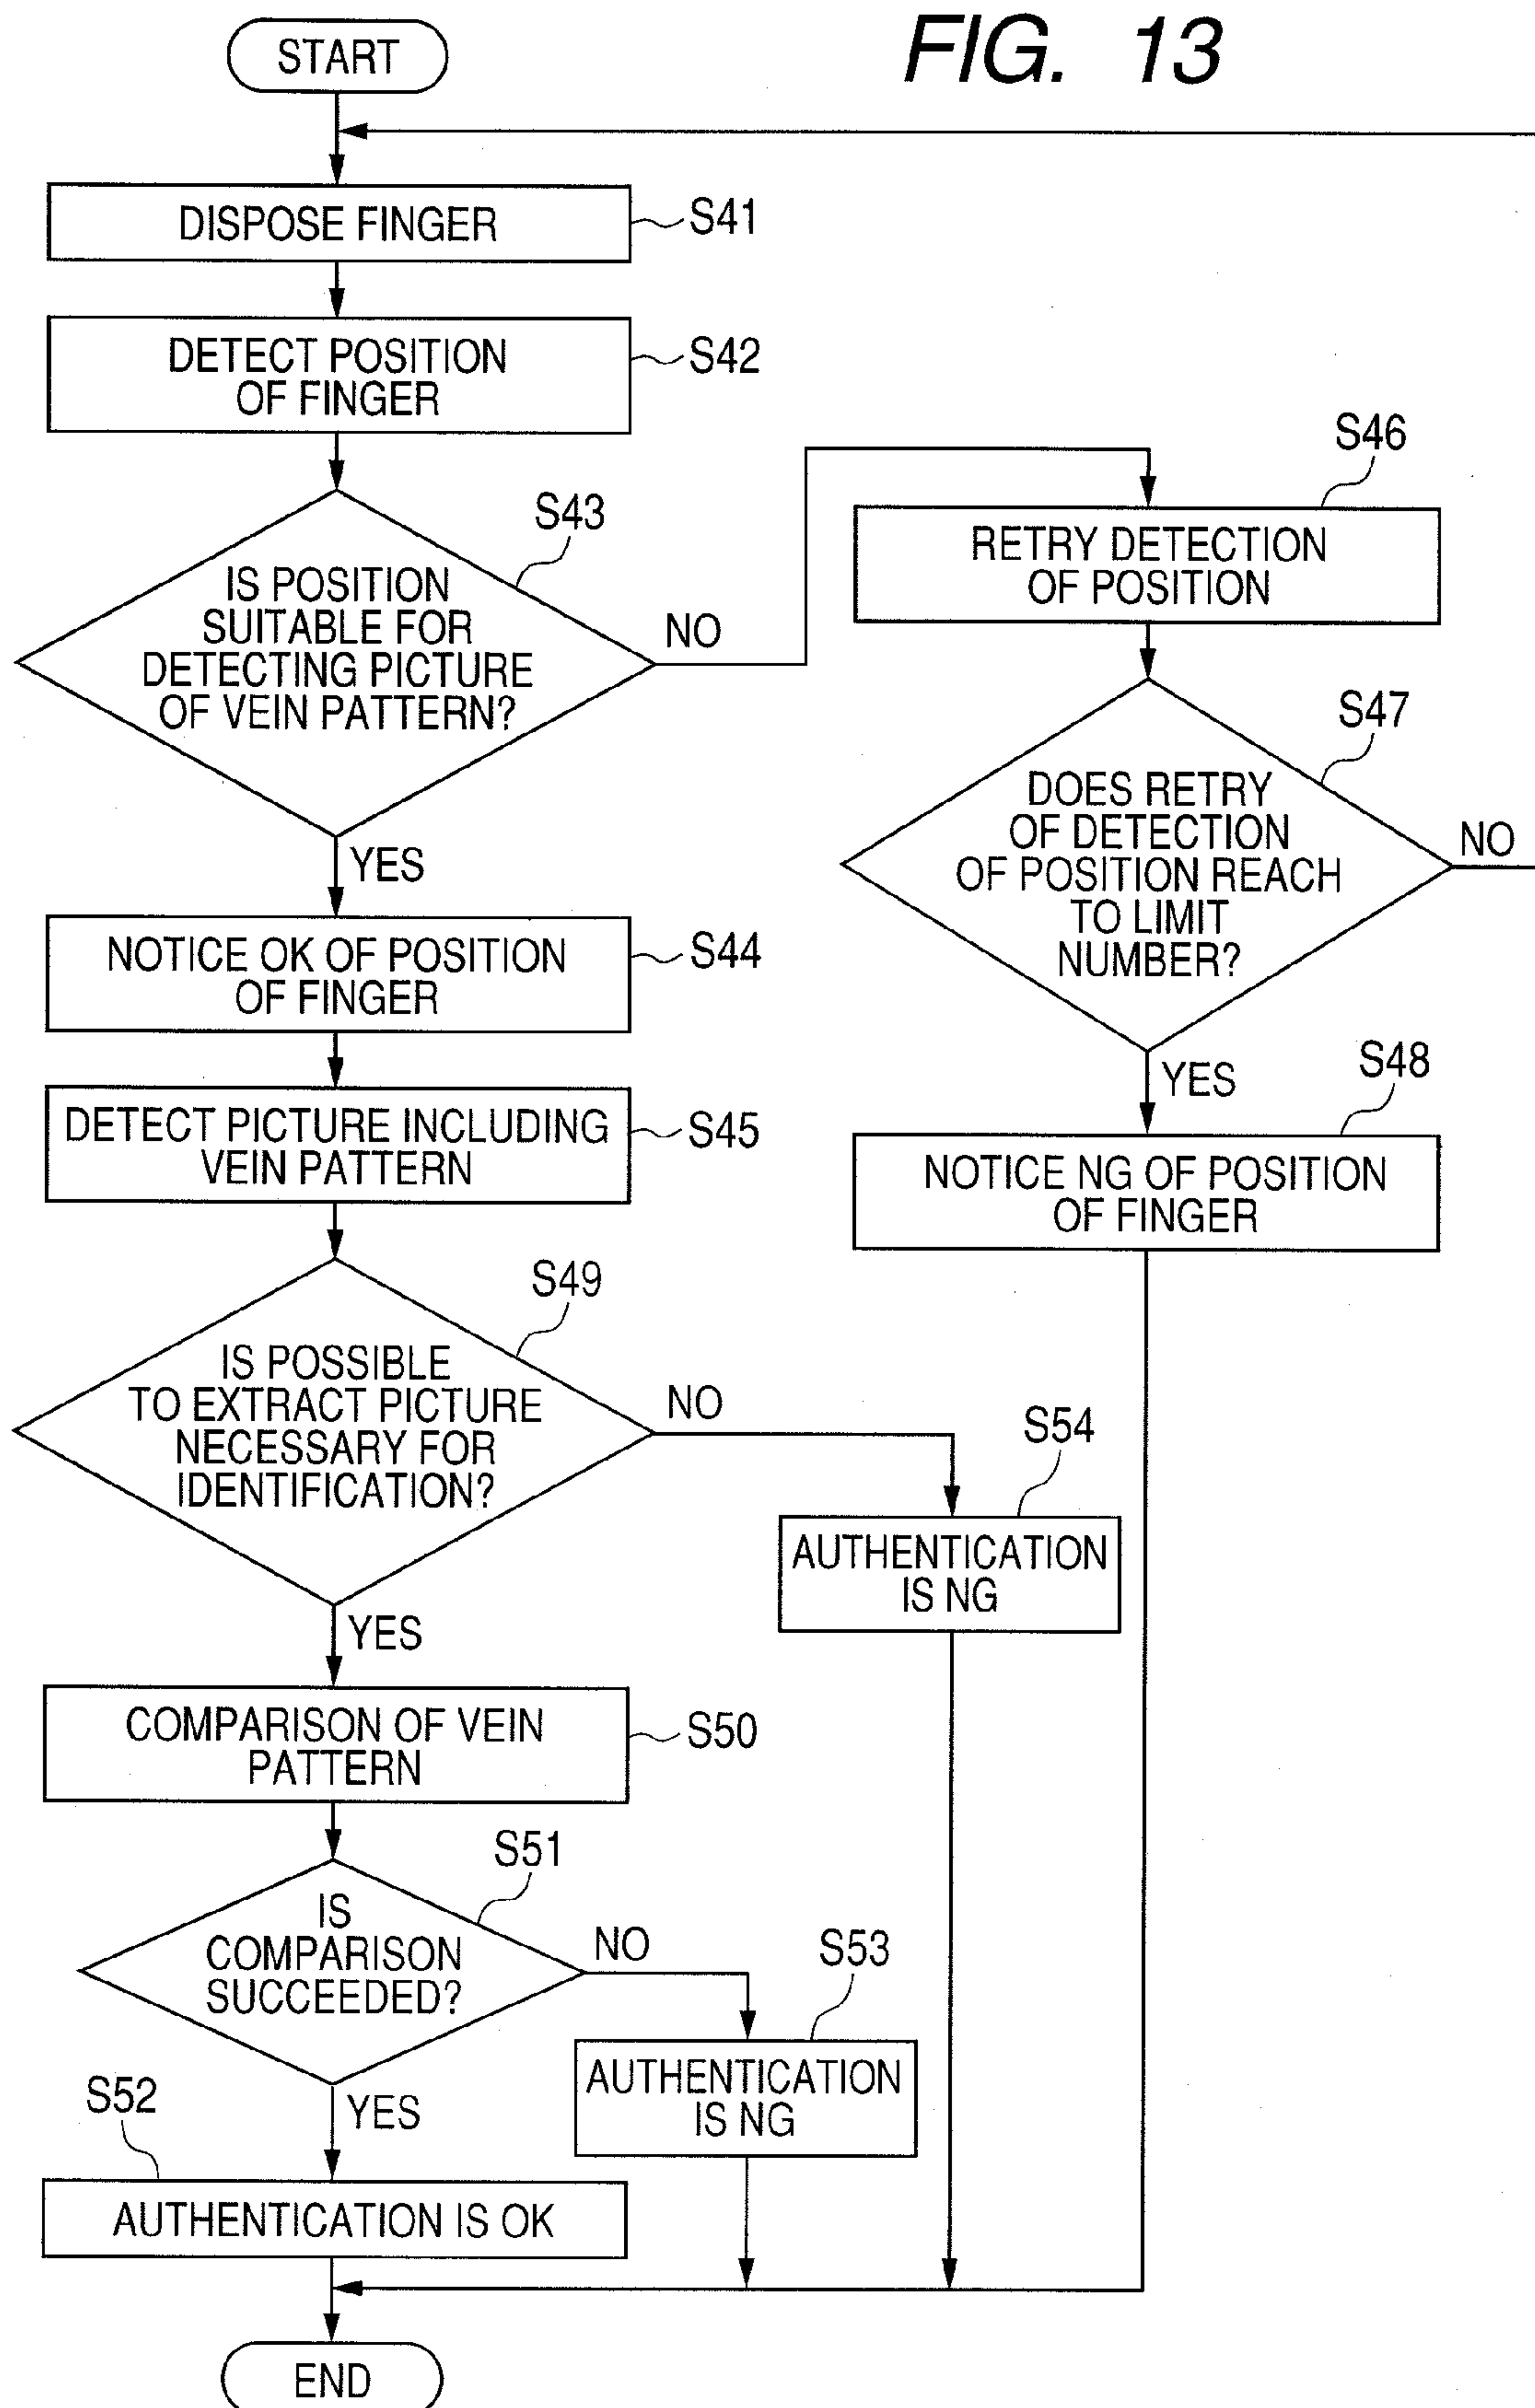 FIG. 13
START
DISPOSE FINGER
S41
DETECT POSITION
OF FINGER
S42
S43
IS POSITION
SUITABLE FOR
DETECTING PICTURE
OF VEIN PATTERN?
NO
YES
S46
RETRY DETECTION
OF POSITION
S47
DOES RETRY
OF DETECTION
OF POSITION REACH
TO LIMIT
NUMBER?
NO
YES
S48
NOTICE NG OF POSITION
OF FINGER
NOTICE OK OF POSITION
OF FINGER
S44
DETECT PICTURE INCLUDING
VEIN PATTERN
S45
S49
IS POSSIBLE
TO EXTRACT PICTURE
NECESSARY FOR
IDENTIFICATION?
NO
YES
S54
AUTHENTICATION
IS NG
COMPARISON OF VEIN
PATTERN
S50
S51
IS
COMPARISON
SUCCEEDED?
NO
YES
S53
AUTHENTICATION
IS NG
S52
AUTHENTICATION IS OK
END